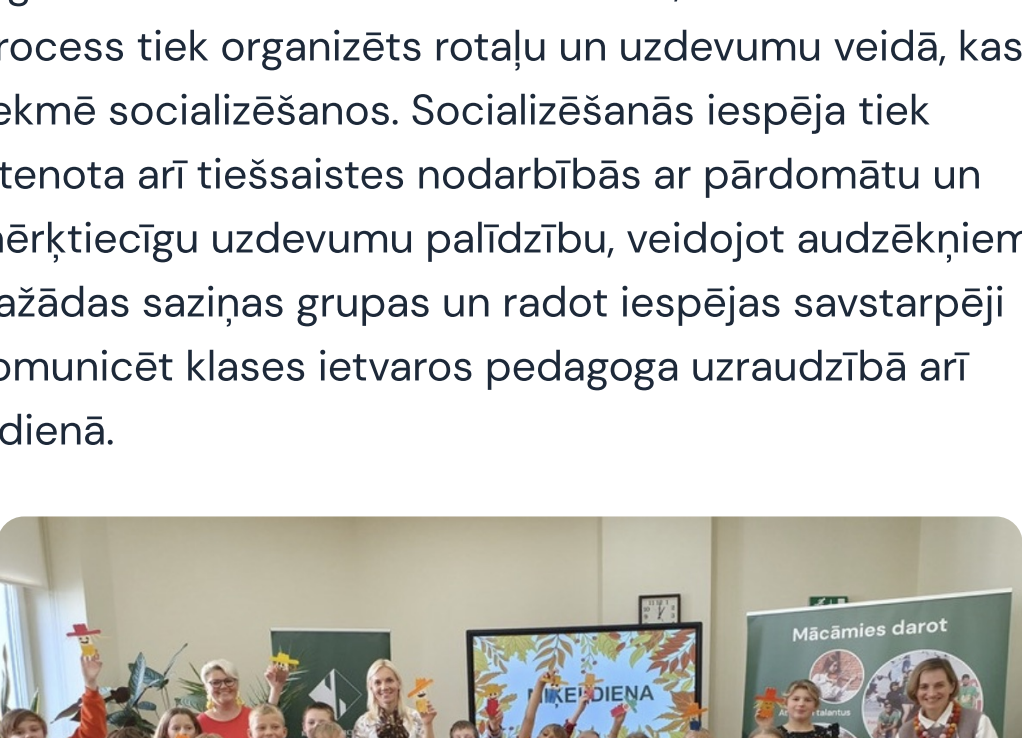 rocess tiek organizēts rotaļu un uzdevumu veidā, kas
ekmē socializēšanos. Socializēšanās iespēja tiek
tenota arī tiešsaistes nodarbībās ar pārdomātu un
ērķtiecīgu uzdevumu palīdzību, veidojot audzēkņiem
ažādas saziņas grupas un radot iespējas savstarpēji
omunicēt klases ietvaros pedagoga uzraudzībā arī
dienā.
Mācāmies darot
DIENA
talantus